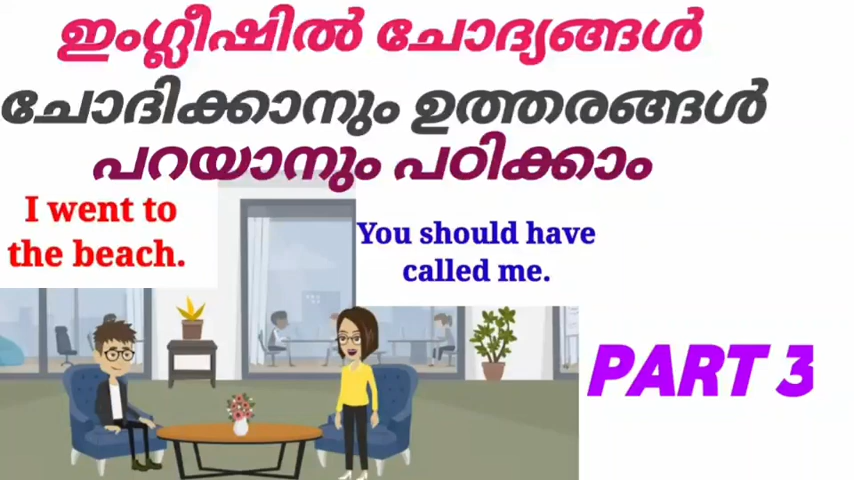 ഇംഗ്ലീഷിൽ ചോദ്യങ്ങൾ
ചോദിക്കാനും ഉത്തരങ്ങൾ
പറയാനും പഠിക്കാം
I went to
the beach.
You should have
called me.
PART 3